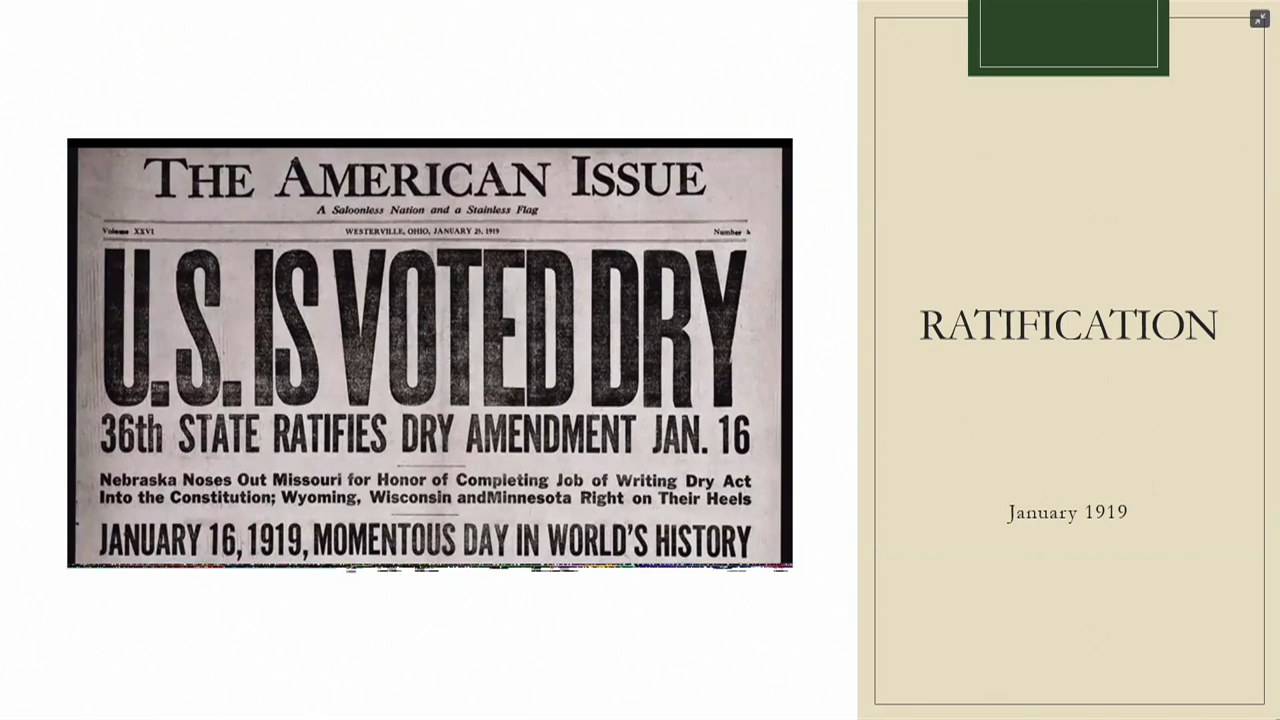 THE AMERICAN ISSUE
A Saloonless Nation and a Stainless Flag
Volume XXVI WESTERVILLE, OHIO, JANUARY 25, 1919 Number 4
U.S. IS VOTED DRY
36th STATE RATIFIES DRY AMENDMENT JAN. 16
Nebraska Noses Out Missouri for Honor of Completing Job of Writing Dry Act
Into the Constitution; Wyoming, Wisconsin andMinnesota Right on Their Heels
JANUARY 16, 1919, MOMENTOUS DAY IN WORLD'S HISTORY
RATIFICATION
January 1919